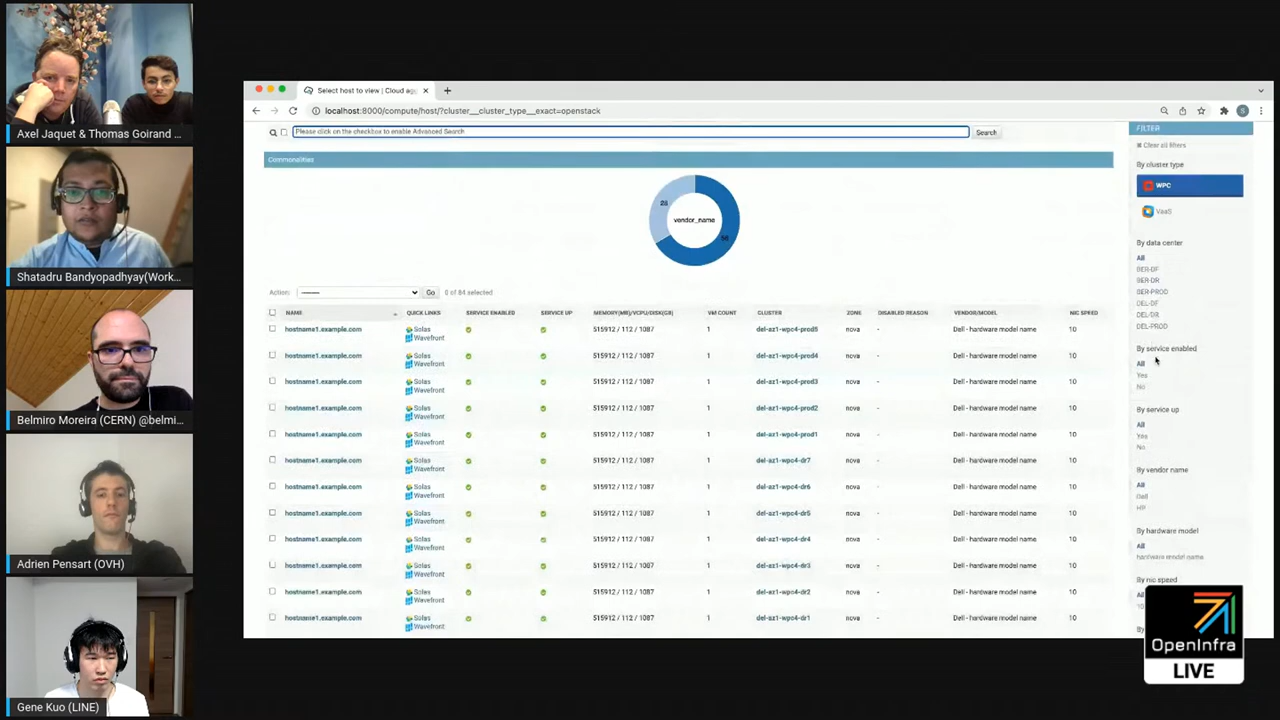 Axel Jaquet & Thomas Goirand ...
Shatadru Bandyopadhyay(Work...
Belmiro Moreira (CERN) @belmi...
Adrien Pensart (OVH)
Gene Kuo (LINE)
Select host to view | Cloud agg
localhost:8000/compute/host/?cluster__cluster_type__exact=openstack
Please click on the checkbox to enable Advanced Search
Search
Commonalities
28
vendor_name
56
Action:
Go
0 of 84 selected
NAME QUICK LINKS SERVICE ENABLED SERVICE UP MEMORY(MB)/VCPU/DISK(GB) VM COUNT CLUSTER ZONE DISABLED REASON VENDOR/MODEL NIC SPEED
hostname1.example.com Solas Wavefront 515912 / 112 / 1087 1 del-az1-wpc4-prod5 nova - Dell - hardware model name 10
hostname1.example.com Solas Wavefront 515912 / 112 / 1087 1 del-az1-wpc4-prod4 nova - Dell - hardware model name 10
hostname1.example.com Solas Wavefront 515912 / 112 / 1087 1 del-az1-wpc4-prod3 nova - Dell - hardware model name 10
hostname1.example.com Solas Wavefront 515912 / 112 / 1087 1 del-az1-wpc4-prod2 nova - Dell - hardware model name 10
hostname1.example.com Solas Wavefront 515912 / 112 / 1087 1 del-az1-wpc4-prod1 nova - Dell - hardware model name 10
hostname1.example.com Solas Wavefront 515912 / 112 / 1087 1 del-az1-wpc4-dr7 nova - Dell - hardware model name 10
hostname1.example.com Solas Wavefront 515912 / 112 / 1087 1 del-az1-wpc4-dr6 nova - Dell - hardware model name 10
hostname1.example.com Solas Wavefront 515912 / 112 / 1087 1 del-az1-wpc4-dr5 nova - Dell - hardware model name 10
hostname1.example.com Solas Wavefront 515912 / 112 / 1087 1 del-az1-wpc4-dr4 nova - Dell - hardware model name 10
hostname1.example.com Solas Wavefront 515912 / 112 / 1087 1 del-az1-wpc4-dr3 nova - Dell - hardware model name 10
hostname1.example.com Solas Wavefront 515912 / 112 / 1087 1 del-az1-wpc4-dr2 nova - Dell - hardware model name 10
hostname1.example.com Solas Wavefront 515912 / 112 / 1087 1 del-az1-wpc4-dr1 nova - Dell - hardware model name 10
FILTER
Clear all filters
By cluster type
WPC
VaaS
By data center
All
BER-DF
BER-DR
BER-PROD
DEL-DF
DEL-DR
DEL-PROD
By service enabled
All
Yes
No
By service up
All
Yes
No
By vendor name
All
Dell
HP
By hardware model
All
hardware model name
By nic speed
OpenInfra
LIVE